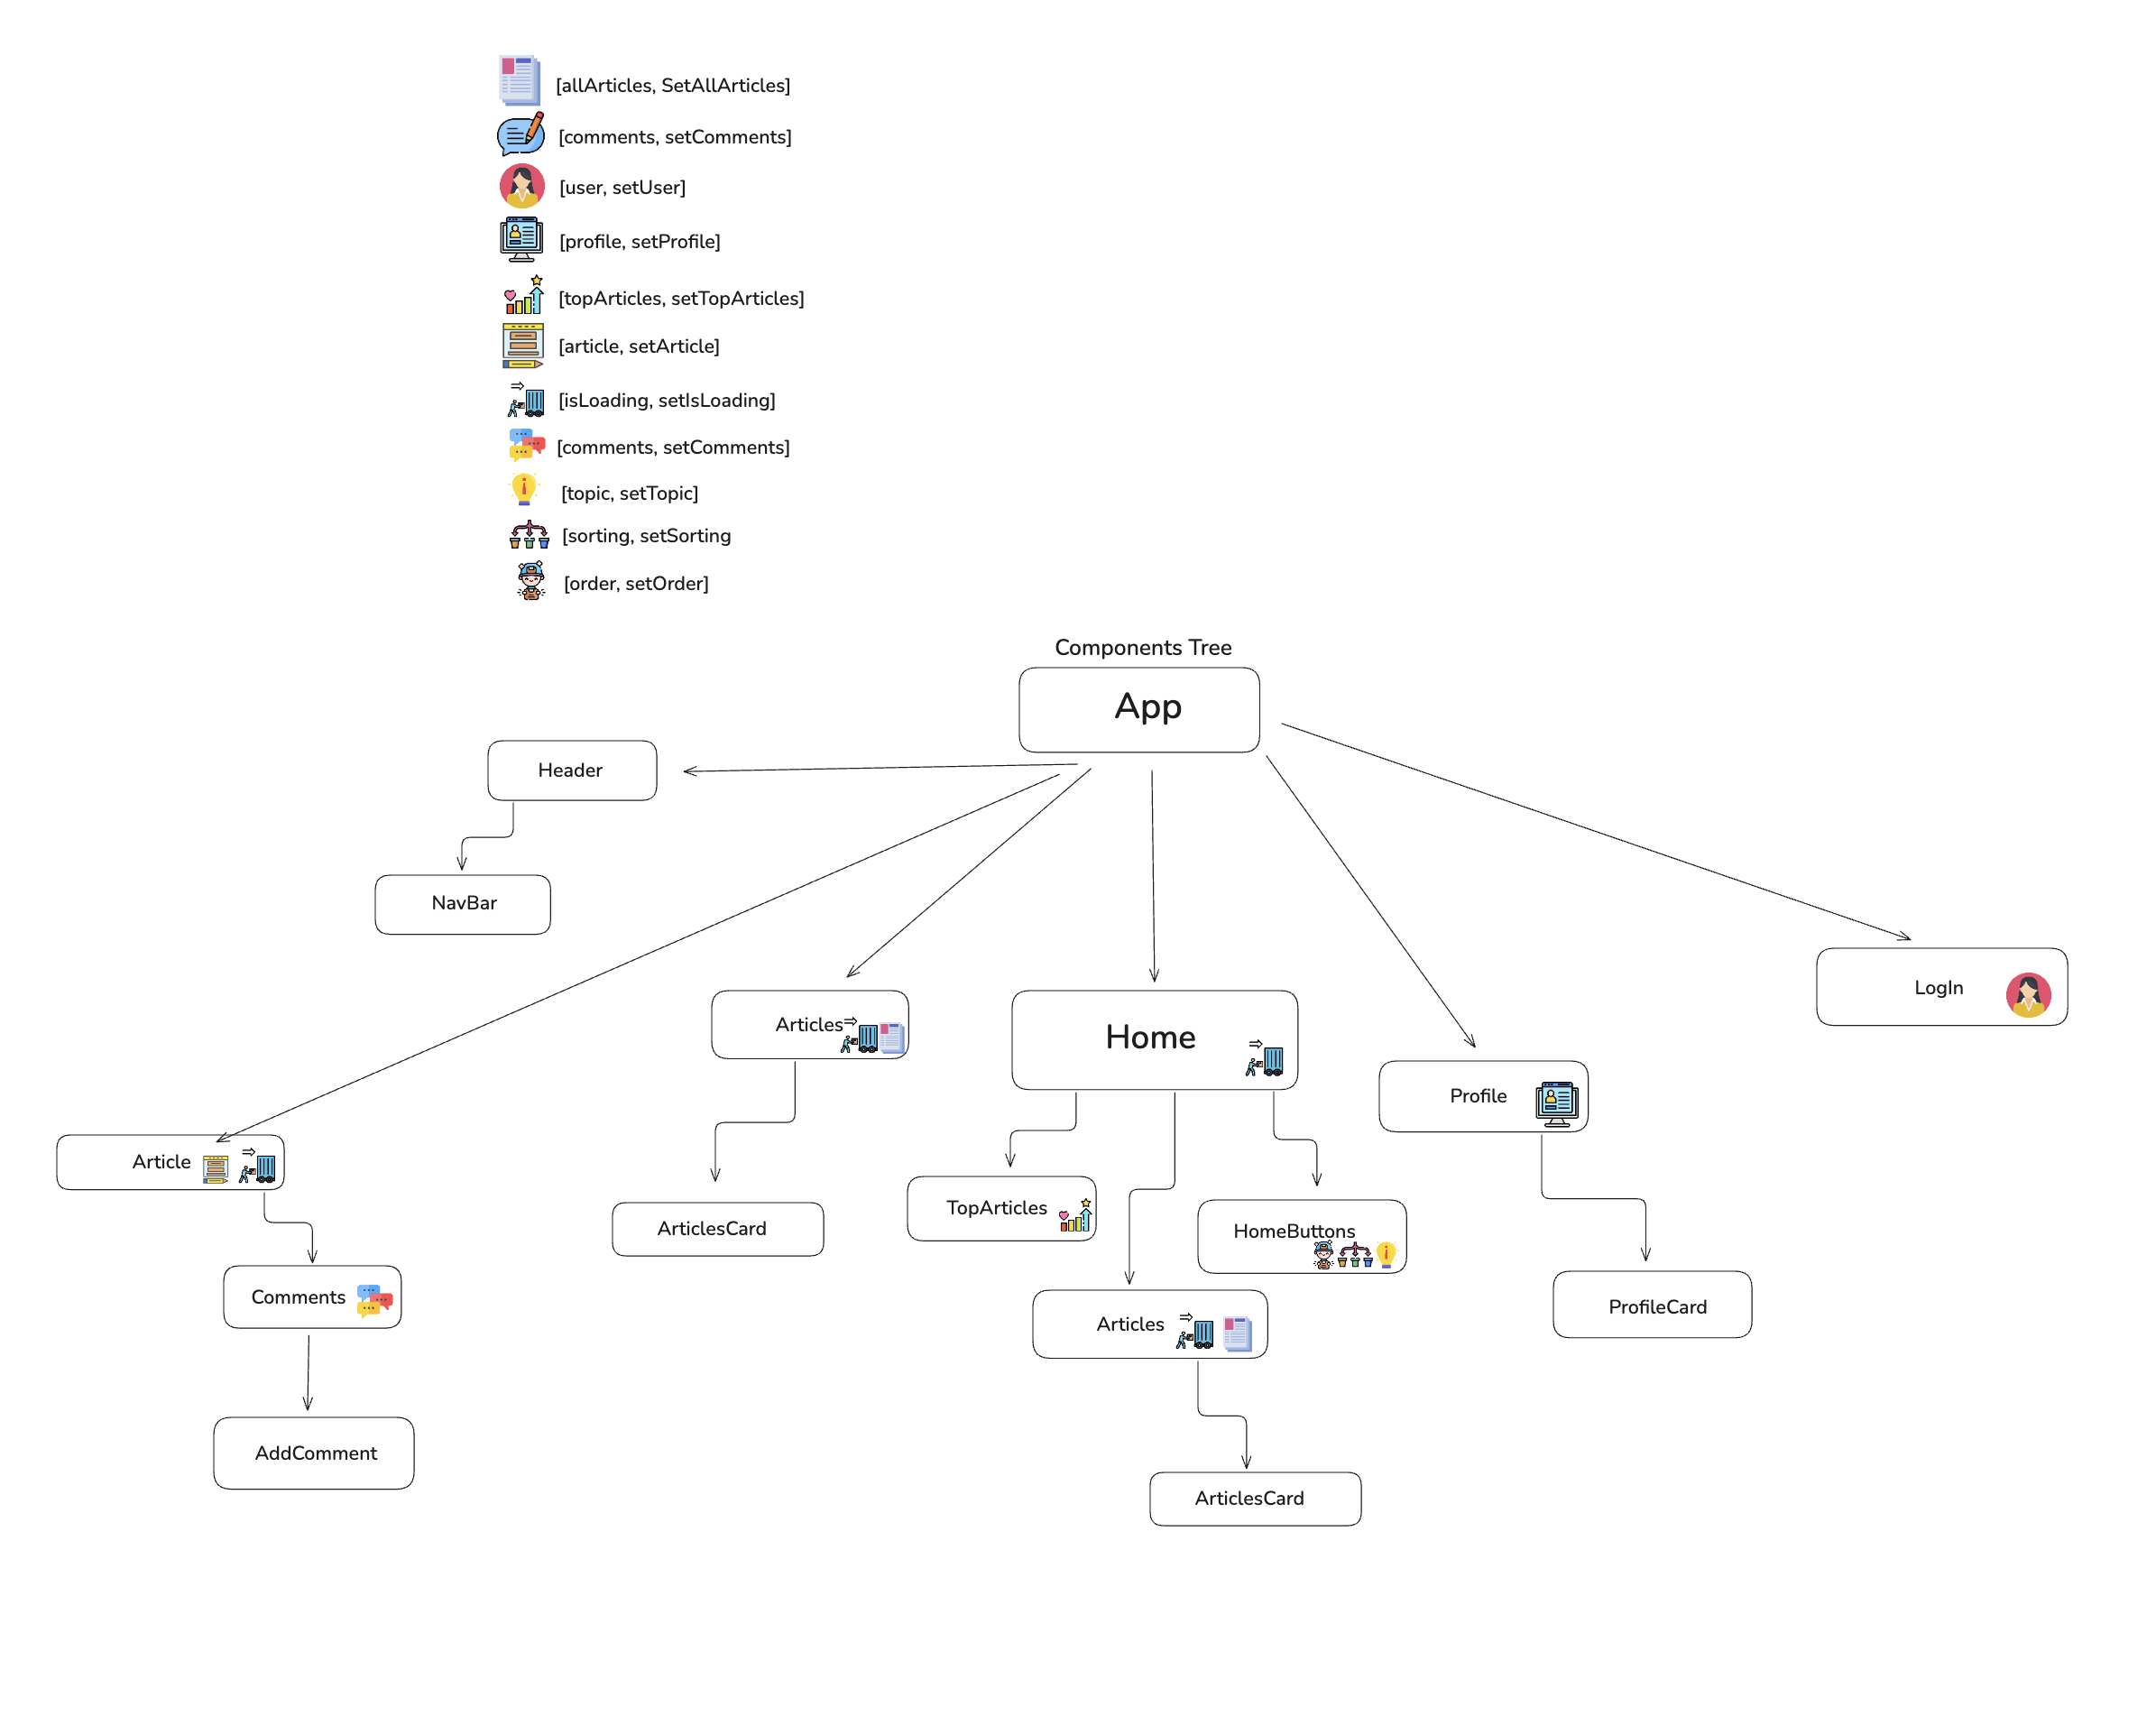 [allArticles, SetAllArticles]
[comments, setComments]
[user, setUser]
[profile, setProfile]
[topArticles, setTopArticles]
[article, setArticle]
[isLoading, setIsLoading]
[comments, setComments]
[topic, setTopic]
[sorting, setSorting
[order, setOrder]
Components Tree
App
Header
NavBar
LogIn
Articles
Home
Profile
Article
TopArticles
ArticlesCard
HomeButtons
Comments
Articles
ProfileCard
AddComment
ArticlesCard